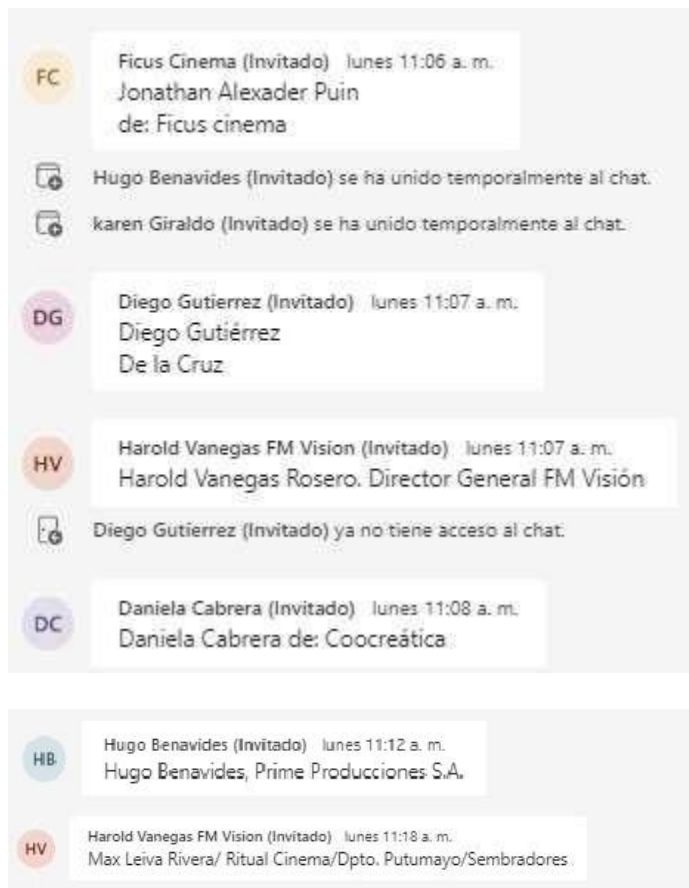 FC
Ficus Cinema (Invitado) lunes 11:06 a. m.
Jonathan Alexader Puin
de: Ficus cinema
Hugo Benavides (Invitado) se ha unido temporalmente al chat.
karen Giraldo (Invitado) se ha unido temporalmente al chat.
DG
Diego Gutierrez (Invitado) lunes 11:07 a. m.
Diego Gutiérrez
De la Cruz
HV
Harold Vanegas FM Vision (Invitado) lunes 11:07 a. m.
Harold Vanegas Rosero. Director General FM Visión
Diego Gutierrez (Invitado) ya no tiene acceso al chat.
DC
Daniela Cabrera (Invitado) lunes 11:08 a. m.
Daniela Cabrera de: Coocreática
HB
Hugo Benavides (Invitado) lunes 11:12 a. m.
Hugo Benavides, Prime Producciones S.A.
HV
Harold Vanegas FM Vision (Invitado) lunes 11:18 a. m.
Max Leiva Rivera/ Ritual Cinema/Dpto. Putumayo/Sembradores